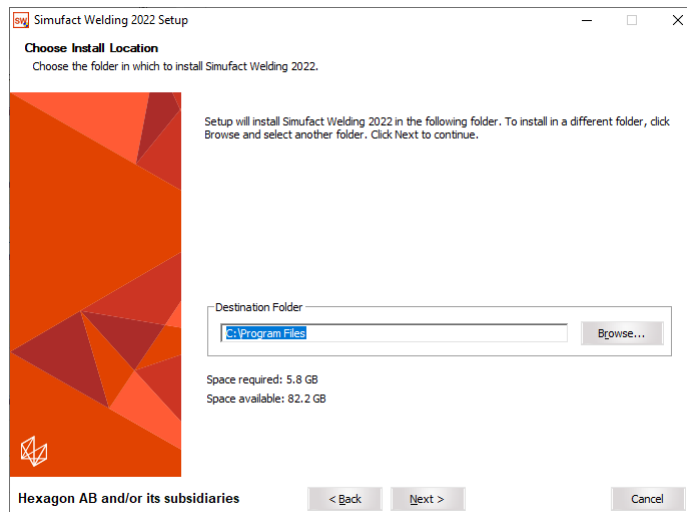 SW Simufact Welding 2022 Setup
Choose Install Location
Choose the folder in which to install Simufact Welding 2022.
Setup will install Simufact Welding 2022 in the following folder. To install in a different folder, click
Browse and select another folder. Click Next to continue.
Destination Folder
C:\Program Files
Browse...
Space required: 5.8 GB
Space available: 82.2 GB
Hexagon AB and/or its subsidiaries
< Back
Next >
Cancel